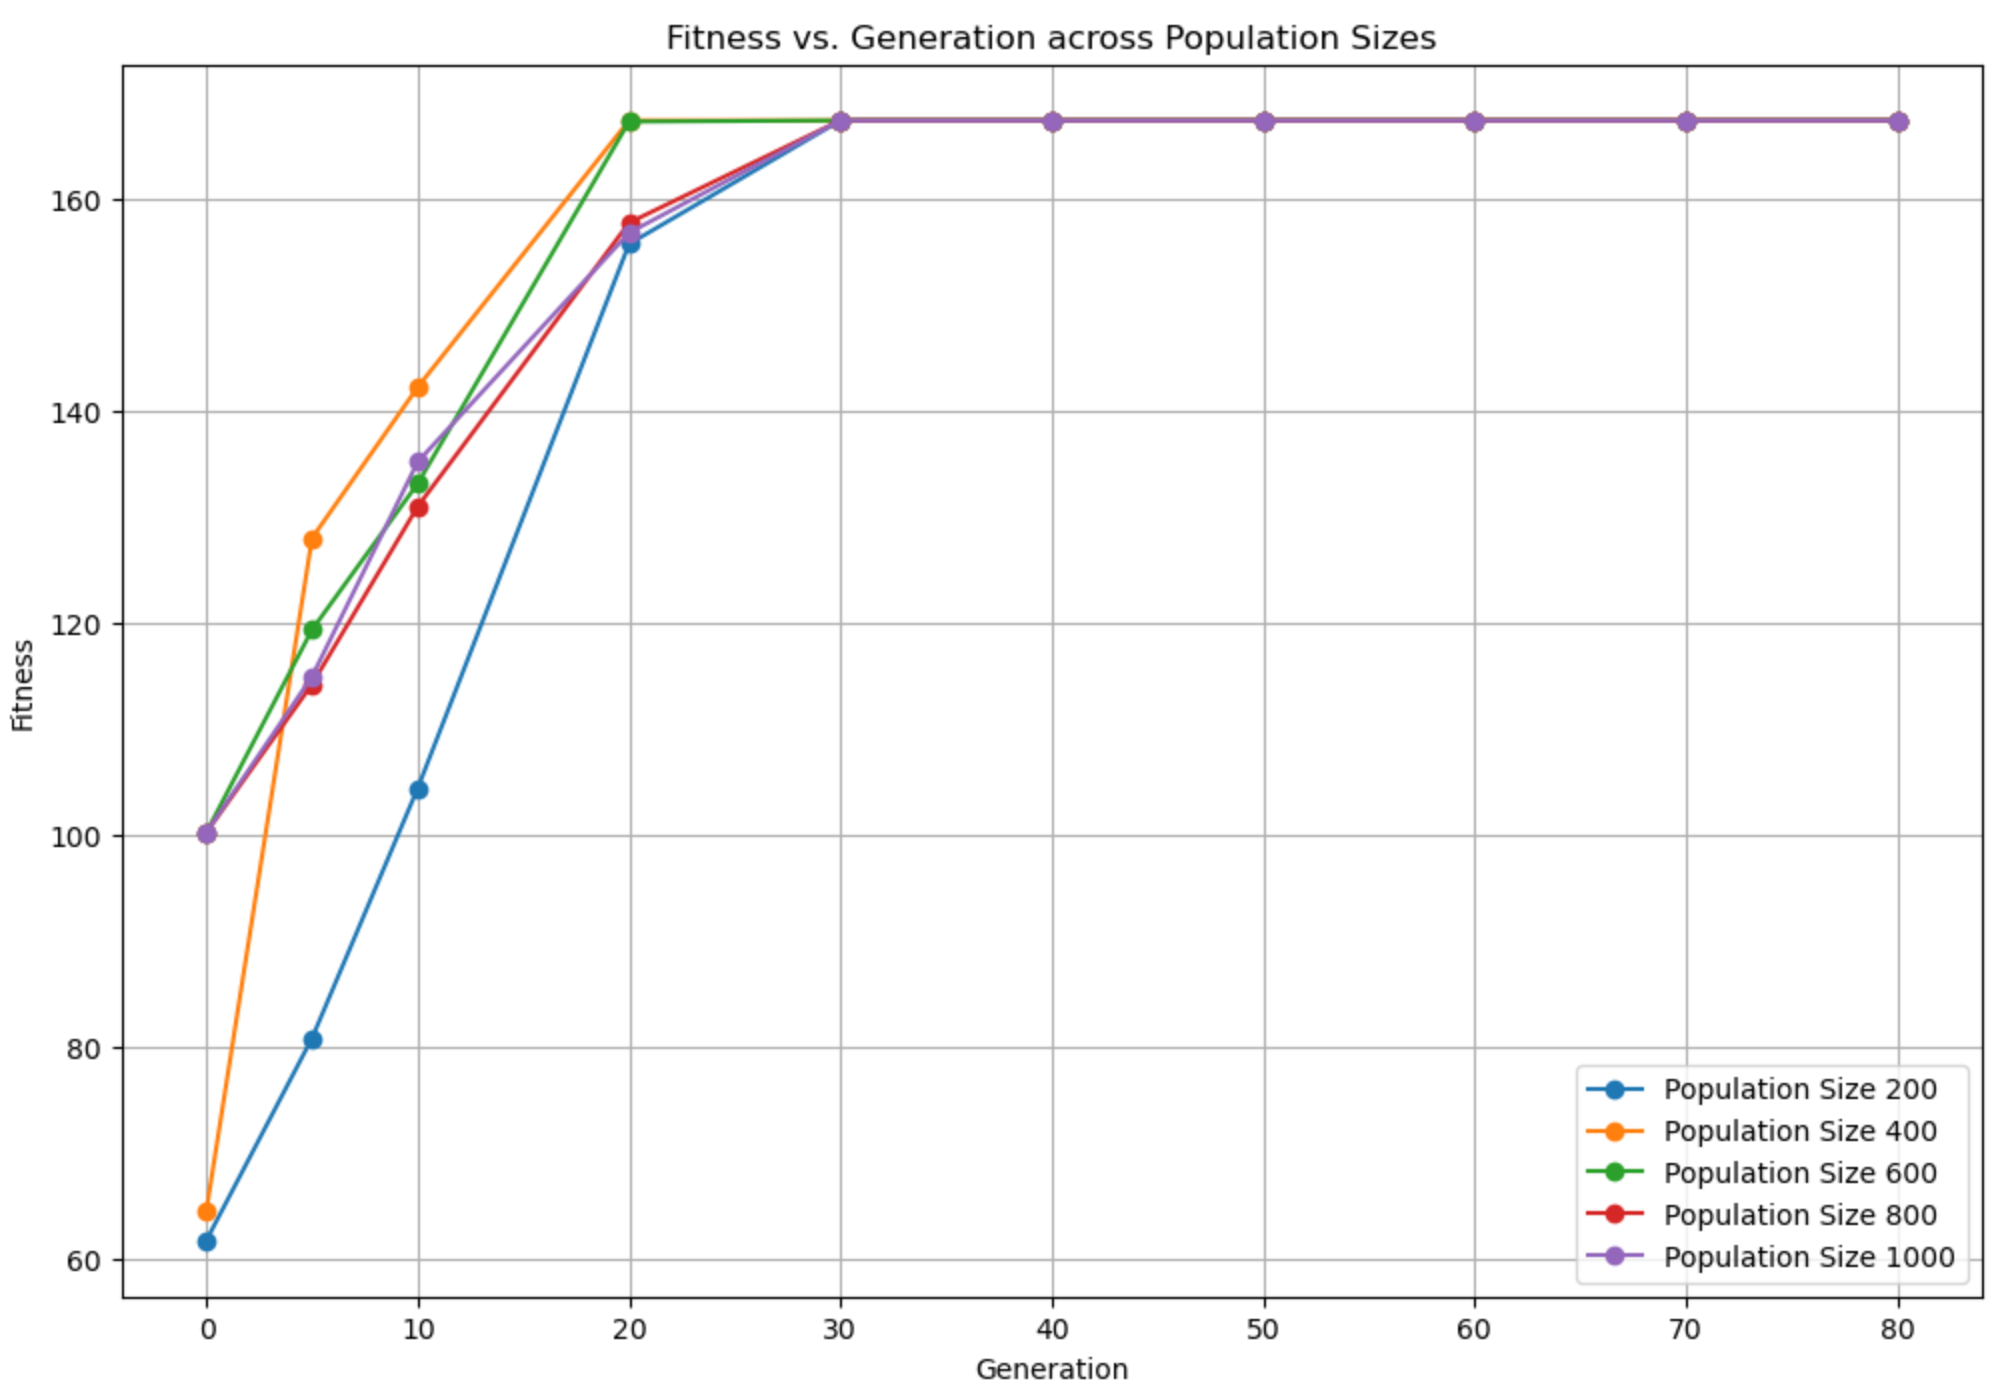 Fitness vs. Generation across Population Sizes
Fitness
160
140
120
100
80
60
0 10 20 30 40 50 60 70 80
Generation
Population Size 200
Population Size 400
Population Size 600
Population Size 800
Population Size 1000